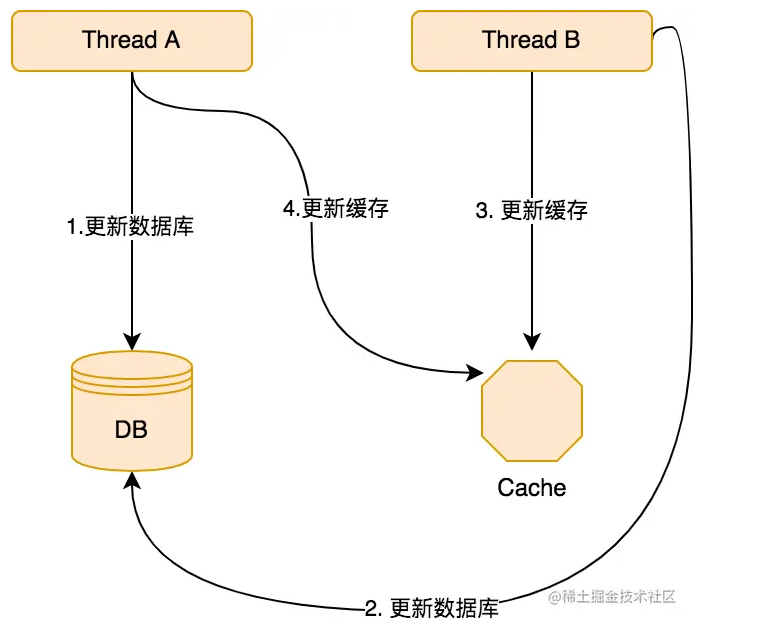 Thread A
Thread B
4.更新缓存
3. 更新缓存
1.更新数据库
DB
Cache
@稀土掘金技术社区
2. 更新数据库